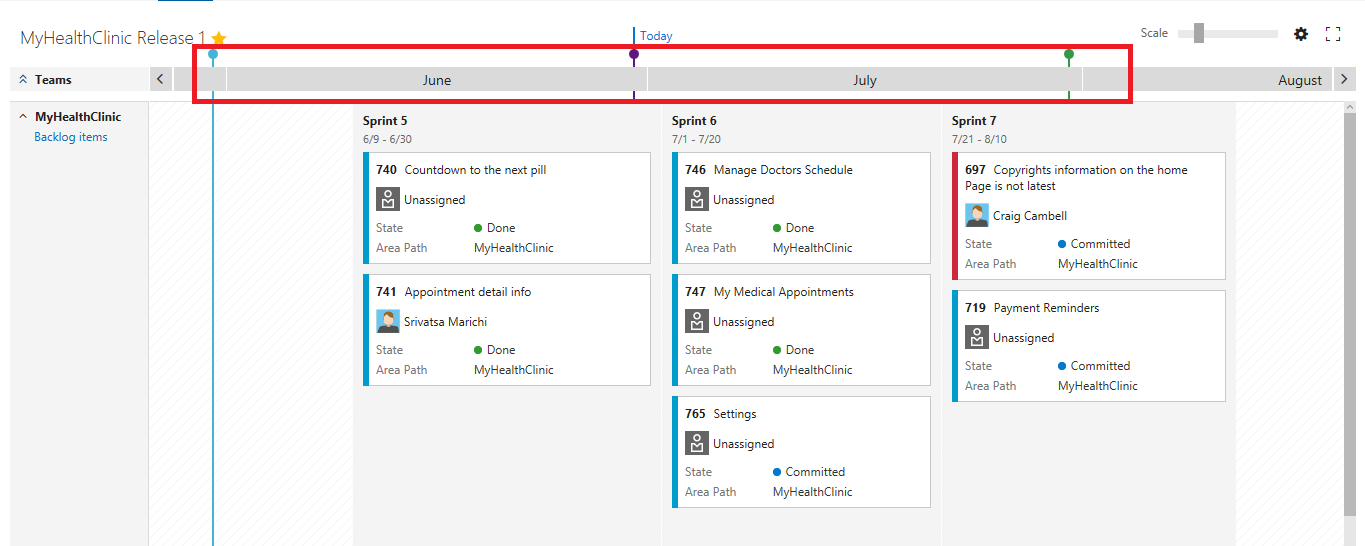 MyHealthClinic Release 1
Today
Scale
Teams
June
July
August
MyHealthClinic
Backlog items
Sprint 5
6/9 - 6/30
740 Countdown to the next pill
Unassigned
State Done
Area Path MyHealthClinic
741 Appointment detail info
Srivatsa Marichi
State Done
Area Path MyHealthClinic
Sprint 6
7/1 - 7/20
746 Manage Doctors Schedule
Unassigned
State Done
Area Path MyHealthClinic
747 My Medical Appointments
Unassigned
State Done
Area Path MyHealthClinic
765 Settings
Unassigned
State Committed
Area Path MyHealthClinic
Sprint 7
7/21 - 8/10
697 Copyrights information on the home
Page is not latest
Craig Cambell
State Committed
Area Path MyHealthClinic
719 Payment Reminders
Unassigned
State Committed
Area Path MyHealthClinic